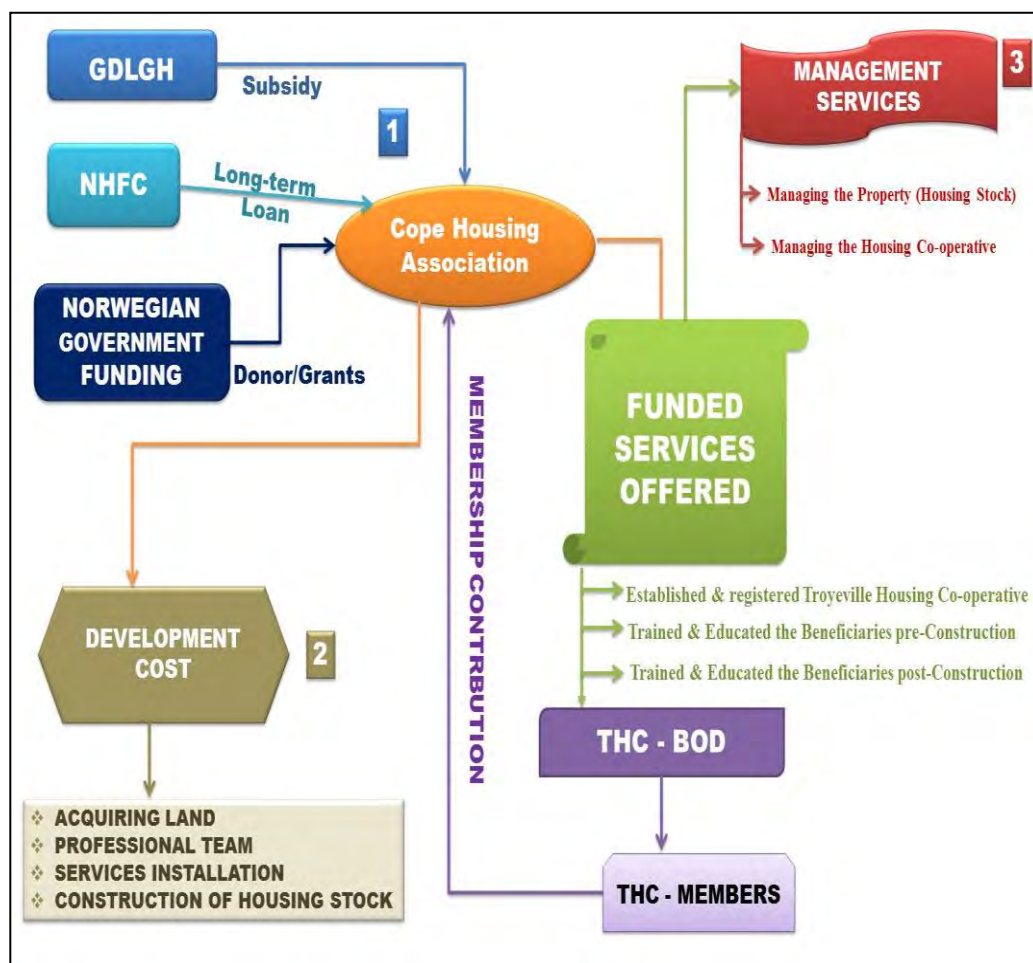 GDLGH
Subsidy
1
NHFC
Long-term
Loan
NORWEGIAN
GOVERNMENT
FUNDING
Donor/Grants
Cope Housing
Association
MANAGEMENT
SERVICES
3
Managing the Property (Housing Stock)
Managing the Housing Co-operative
FUNDED
SERVICES
OFFERED
MEMBERSHIP CONTRBUTION
DEVELOPMENT
COST
2
❖ ACQUIRING LAND
❖ PROFESSIONAL TEAM
❖ SERVICES INSTALLATION
❖ CONSTRUCTION OF HOUSING STOCK
Established & registered Troyeville Housing Co-operative
Trained & Educated the Beneficiaries pre-Construction
Trained & Educated the Beneficiaries post-Construction
THC - BOD
THC - MEMBERS